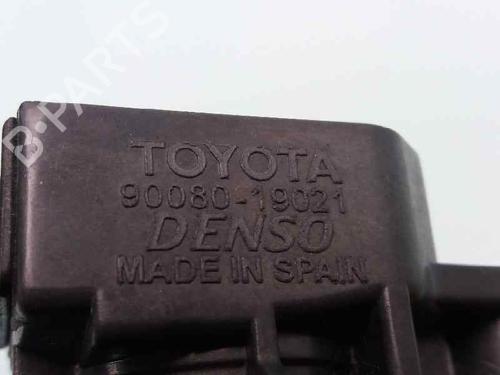 B-PARTS
TOYOTA
90080-19021
DENSO
MADE IN SPAIN